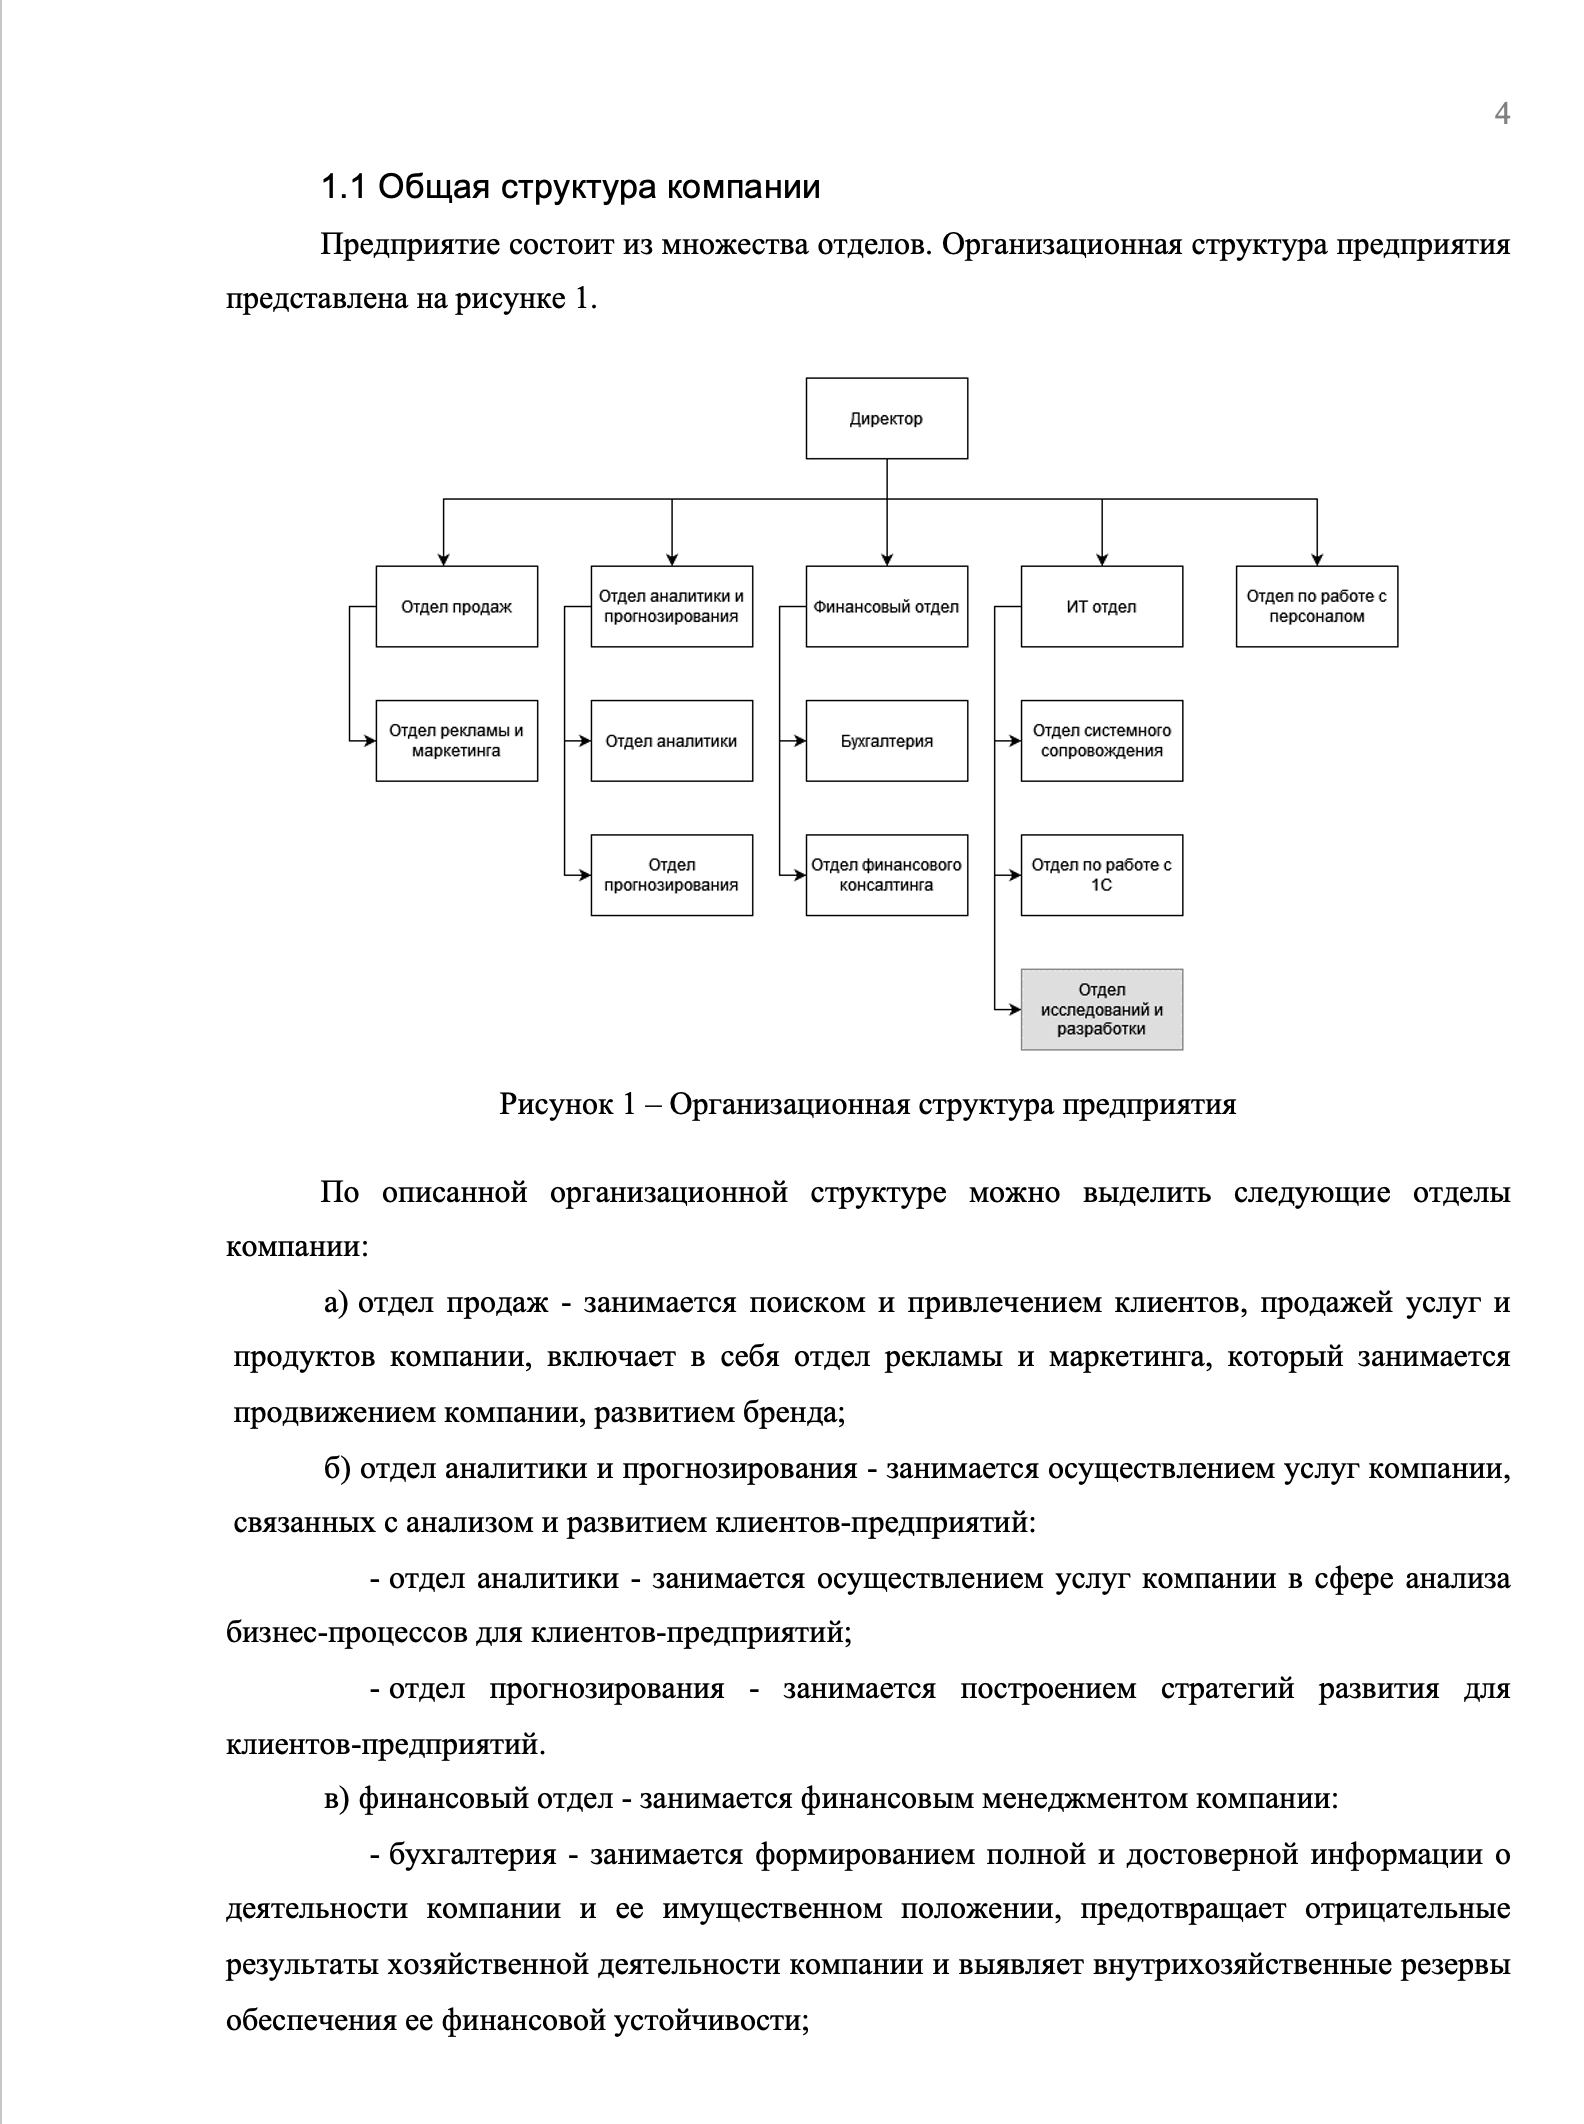 4
1.1 Общая структура компании
Предприятие состоит из множества отделов. Организационная структура предприятия
представлена на рисунке 1.
Директор
Отдел продаж
Отдел аналитики и
прогнозирования
Финансовый отдел
ИТ отдел
Отдел по работе с
персоналом
Отдел рекламы и
маркетинга
Отдел аналитики
Бухгалтерия
Отдел системного
сопровождения
Отдел
прогнозирования
Отдел финансового
консалтинга
Отдел по работе с
1С
Отдел
исследований и
разработки
Рисунок 1 – Организационная структура предприятия
По описанной организационной структуре можно выделить следующие отделы
компании:
а) отдел продаж - занимается поиском и привлечением клиентов, продажей услуг и
продуктов компании, включает в себя отдел рекламы и маркетинга, который занимается
продвижением компании, развитием бренда;
б) отдел аналитики и прогнозирования - занимается осуществлением услуг компании,
связанных с анализом и развитием клиентов-предприятий:
- отдел аналитики - занимается осуществлением услуг компании в сфере анализа
бизнес-процессов для клиентов-предприятий;
- отдел прогнозирования - занимается построением стратегий развития для
клиентов-предприятий.
в) финансовый отдел - занимается финансовым менеджментом компании:
- бухгалтерия - занимается формированием полной и достоверной информации о
деятельности компании и ее имущественном положении, предотвращает отрицательные
результаты хозяйственной деятельности компании и выявляет внутрихозяйственные резервы
обеспечения ее финансовой устойчивости;